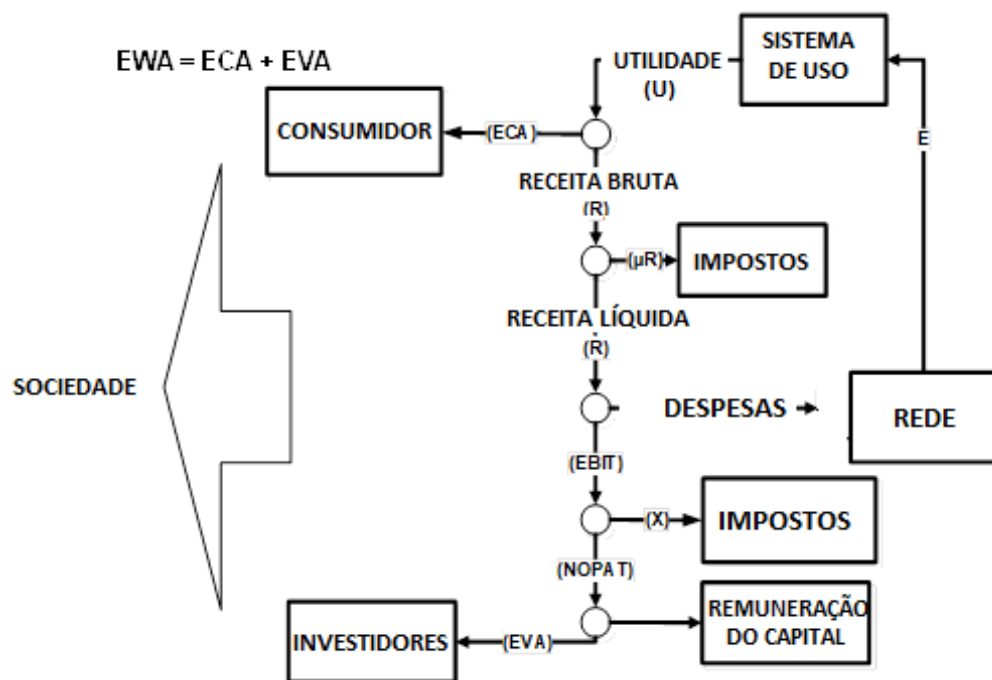 EWA = ECA + EVA
UTILIDADE
(U)
SISTEMA
DE USO
CONSUMIDOR
(ECA)
E
RECEITA BRUTA
(R)
(µR)
IMPOSTOS
RECEITA LÍQUIDA
(R)
SOCIEDADE
DESPESAS
REDE
(EBIT)
(X)
IMPOSTOS
(NOPAT)
REMUNERAÇÃO
DO CAPITAL
INVESTIDORES
(EVA)